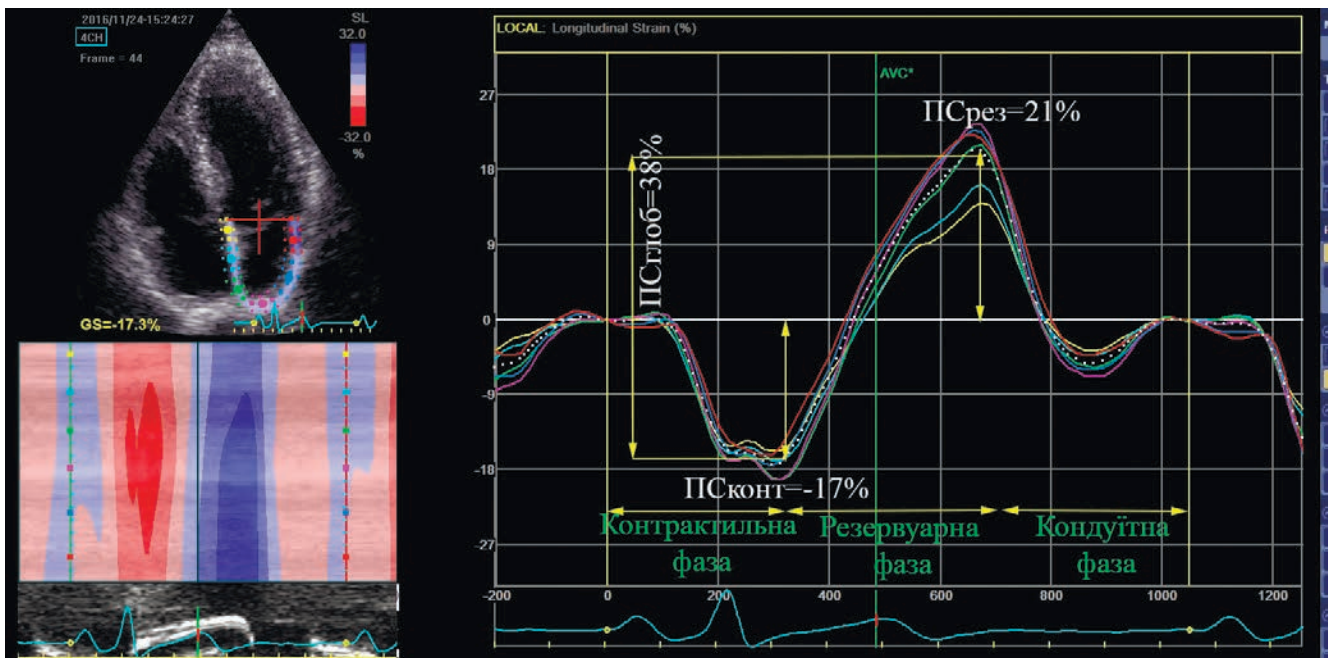 2016/11/24-15:24:27
4CH
Frame = 44
SL
32.0
-32.0
%
GS=-17.3%
LOCAL: Longitudinal Strain (%)
AVC*
27
18
9
0
-9
-18
-27
ПСглоб=38%
ПСрез=21%
ПСконт=-17%
Контрактильна
фаза
Резервуарна
фаза
Кондуїтна
фаза
-200 0 200 400 600 800 1000 1200